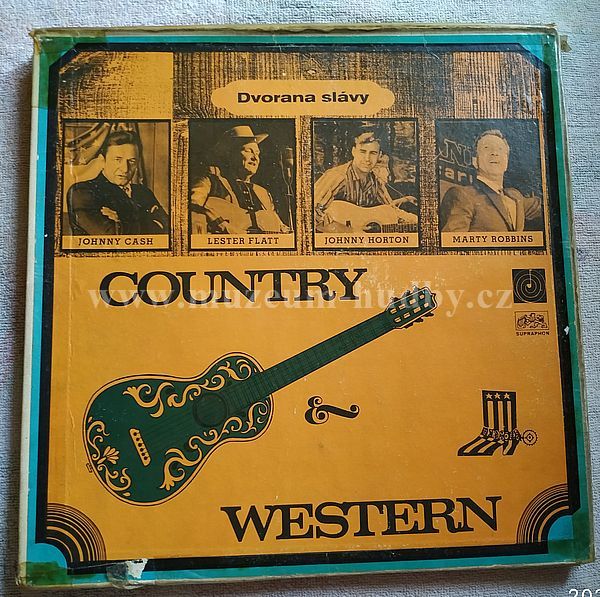 Dvorana slávy
JOHNNY CASH
LESTER FLATT
JOHNNY HORTON
MARTY ROBBINS
COUNTRY
www.muzeum-hudby.cz
SUPRAPHON
&
WESTERN